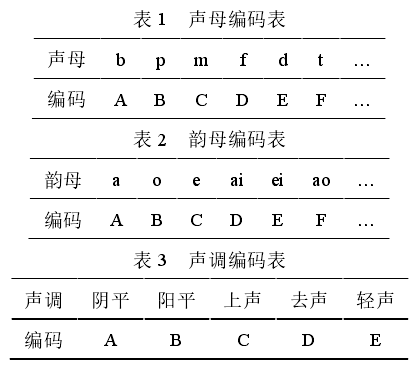 表1 声母编码表
声母 b p m f d t …
编码 A B C D E F …
表2 韵母编码表
韵母 a o e ai ei ao …
编码 A B C D E F …
表3 声调编码表
声调 阴平 阳平 上声 去声 轻声
编码 A B C D E